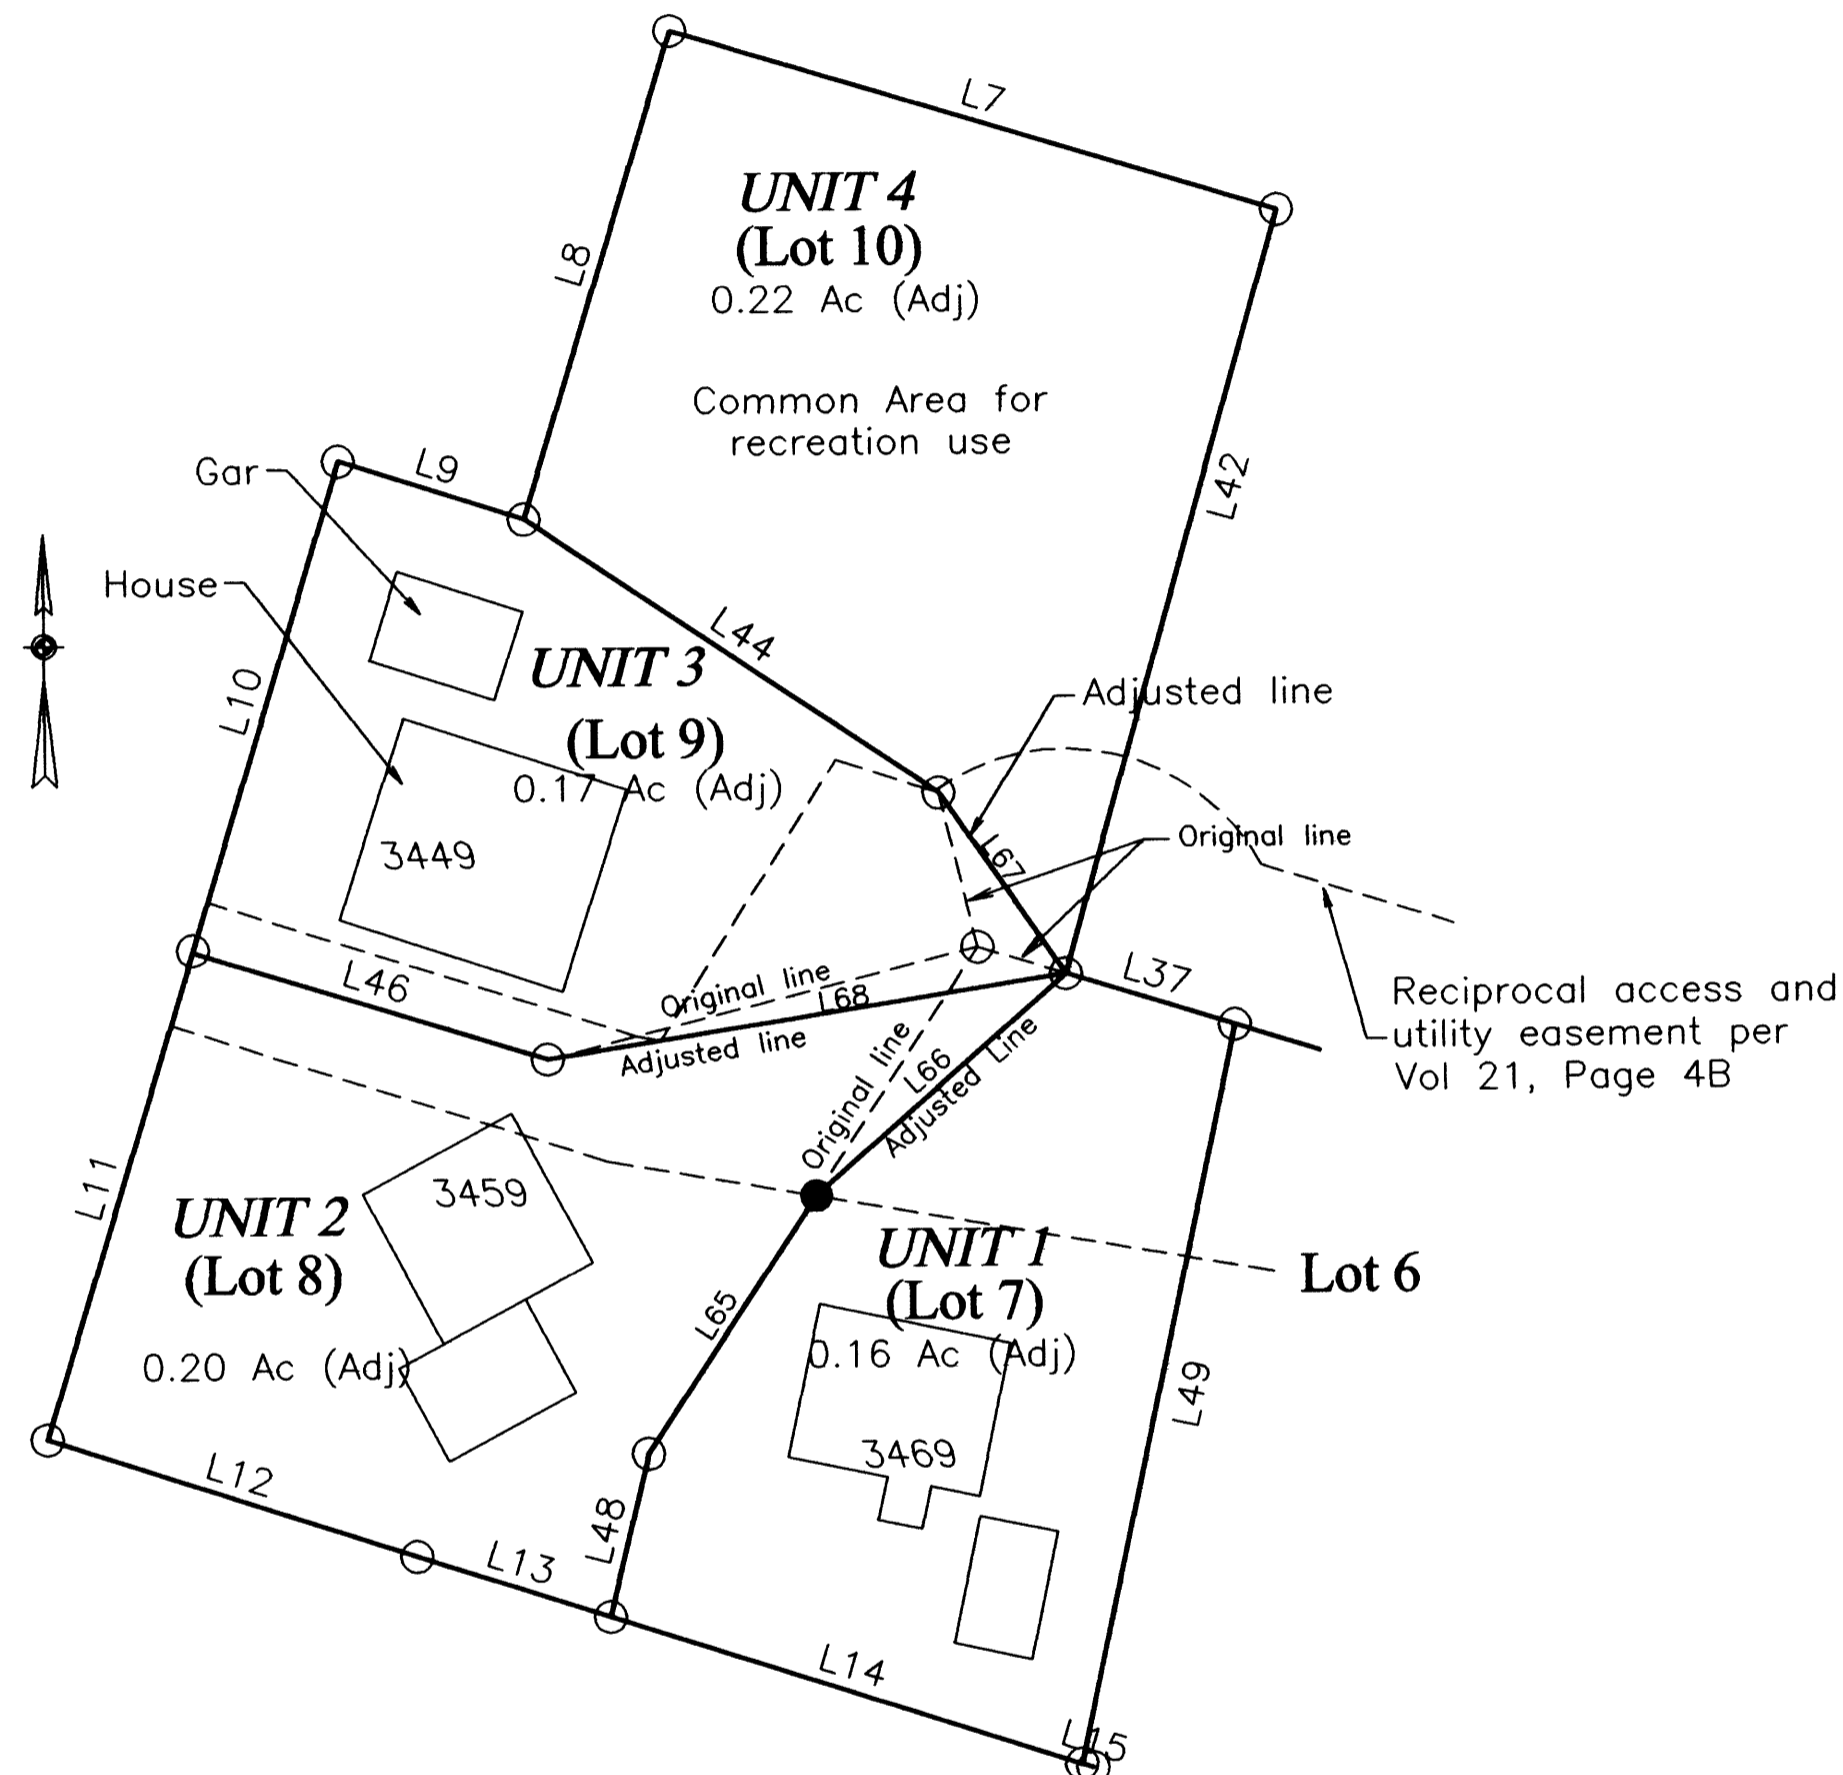 L7
UNIT 4
(Lot 10)
0.22 Ac (Adj)
L8
Common Area for
recreation use
L42
Gar
L9
House
L44
L10
UNIT 3
(Lot 9)
0.17 Ac (Adj)
3449
Adjusted line
Original line
L67
L37
L46
Original line
L68
Adjusted line
Original line
L66
Adjusted Line
Reciprocal access and
utility easement per
Vol 21, Page 4B
L11
UNIT 2
(Lot 8)
3459
0.20 Ac (Adj)
L65
UNIT 1
(Lot 7)
0.16 Ac (Adj)
3469
Lot 6
L49
L12
L13
L48
L14
L15